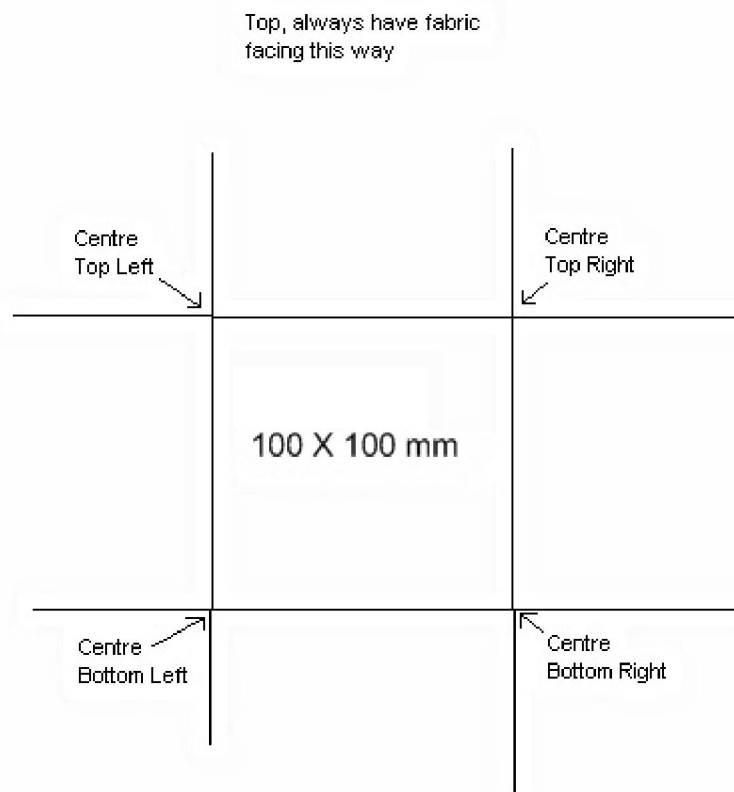 Top, always have fabric
facing this way
Centre
Top Left
Centre
Top Right
100 X 100 mm
Centre
Bottom Left
Centre
Bottom Right